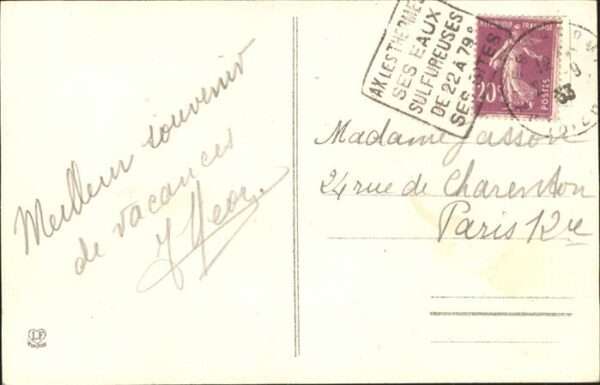 Meilleur souvenir
de vacances
AX LES THERMES
SES EAUX
SULFUREUSES
DE 22 À 79°
SES SITES
20c
POSTES
33
Madame Jasson
24 rue de Charenton
Paris 12e